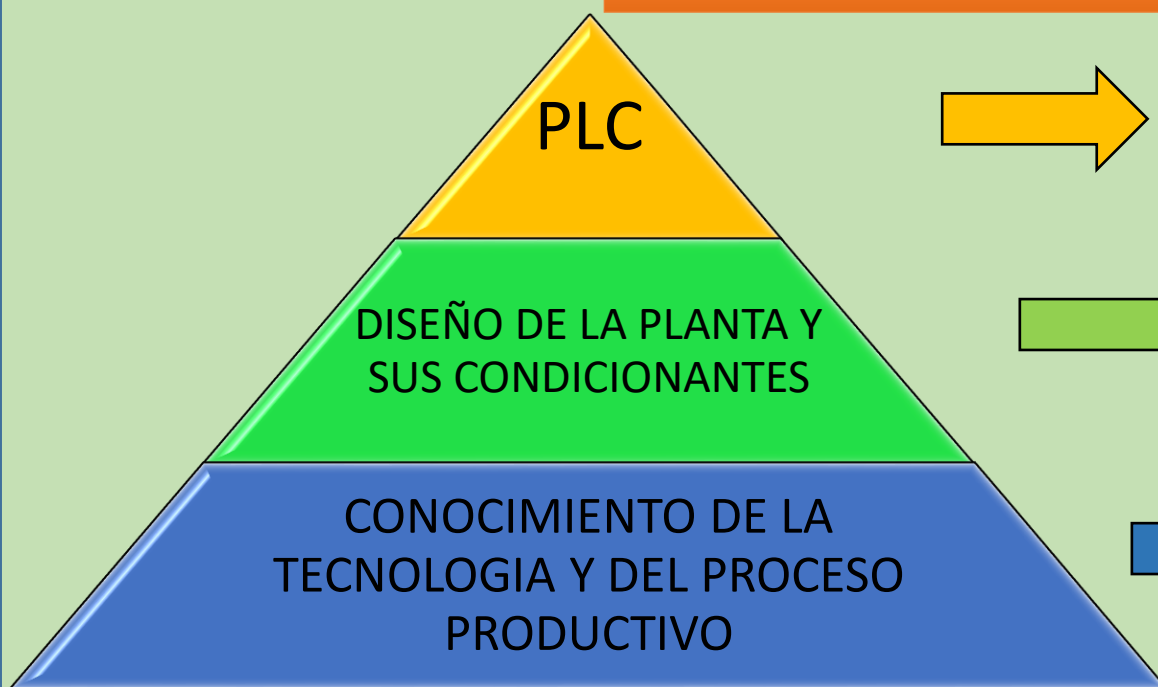 PLC
DISEÑO DE LA PLANTA Y
SUS CONDICIONANTES
CONOCIMIENTO DE LA
TECNOLOGIA Y DEL PROCESO
PRODUCTIVO